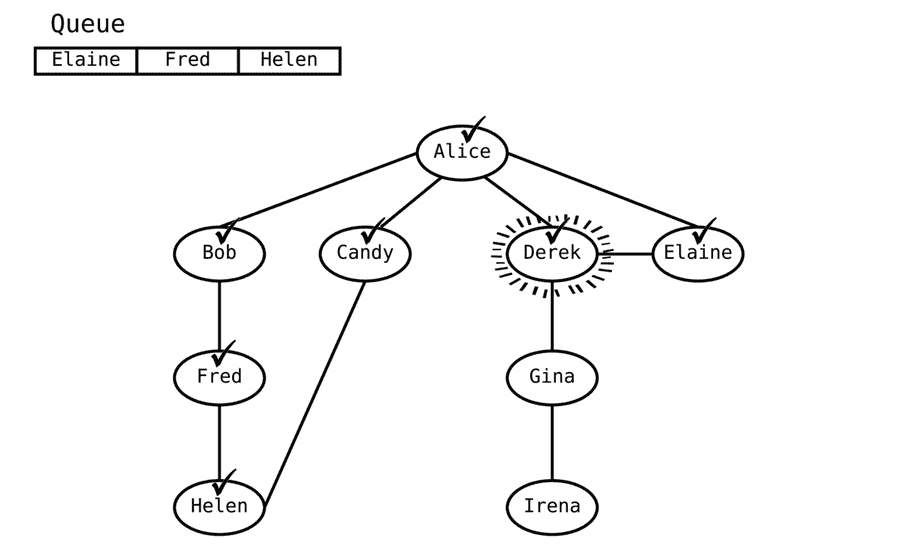 Queue
Elaine Fred Helen
Alice
Bob Candy Derek Elaine
Fred Gina
Helen Irena